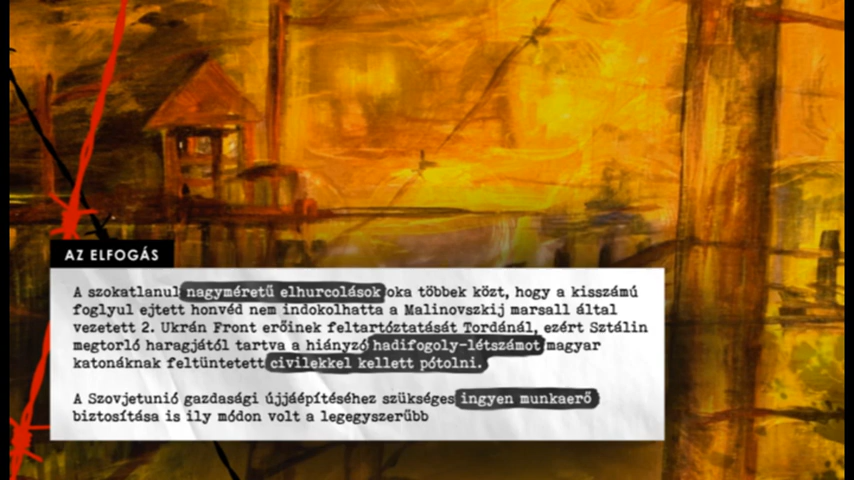 AZ ELFOGÁS
A szokatlanul nagyméretű elhurcolások oka többek közt, hogy a kisszámú
foglyul ejtett honvéd nem indokolhatta a Malinovszkij marsall által
vezetett 2. Ukrán Front erőinek feltartóztatását Tordánál, ezért Sztálin
megtorló haragjától tartva a hiányzó hadifogoly-létszámot magyar
katonáknak feltüntetett civilekkel kellett pótolni.
A Szovjetunió gazdasági újjáépítéséhez szükséges ingyen munkaerő
biztosítása is ily módon volt a legegyszerűbb